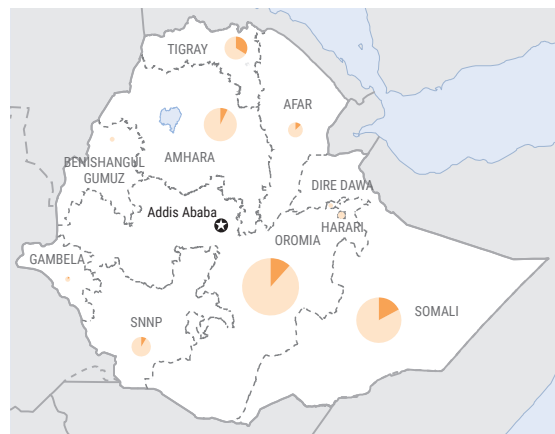 TIGRAY
AFAR
AMHARA
BENISHANGUL
GUMUZ
DIRE DAWA
Addis Ababa
HARARI
OROMIA
GAMBELA
SOMALI
SNNP